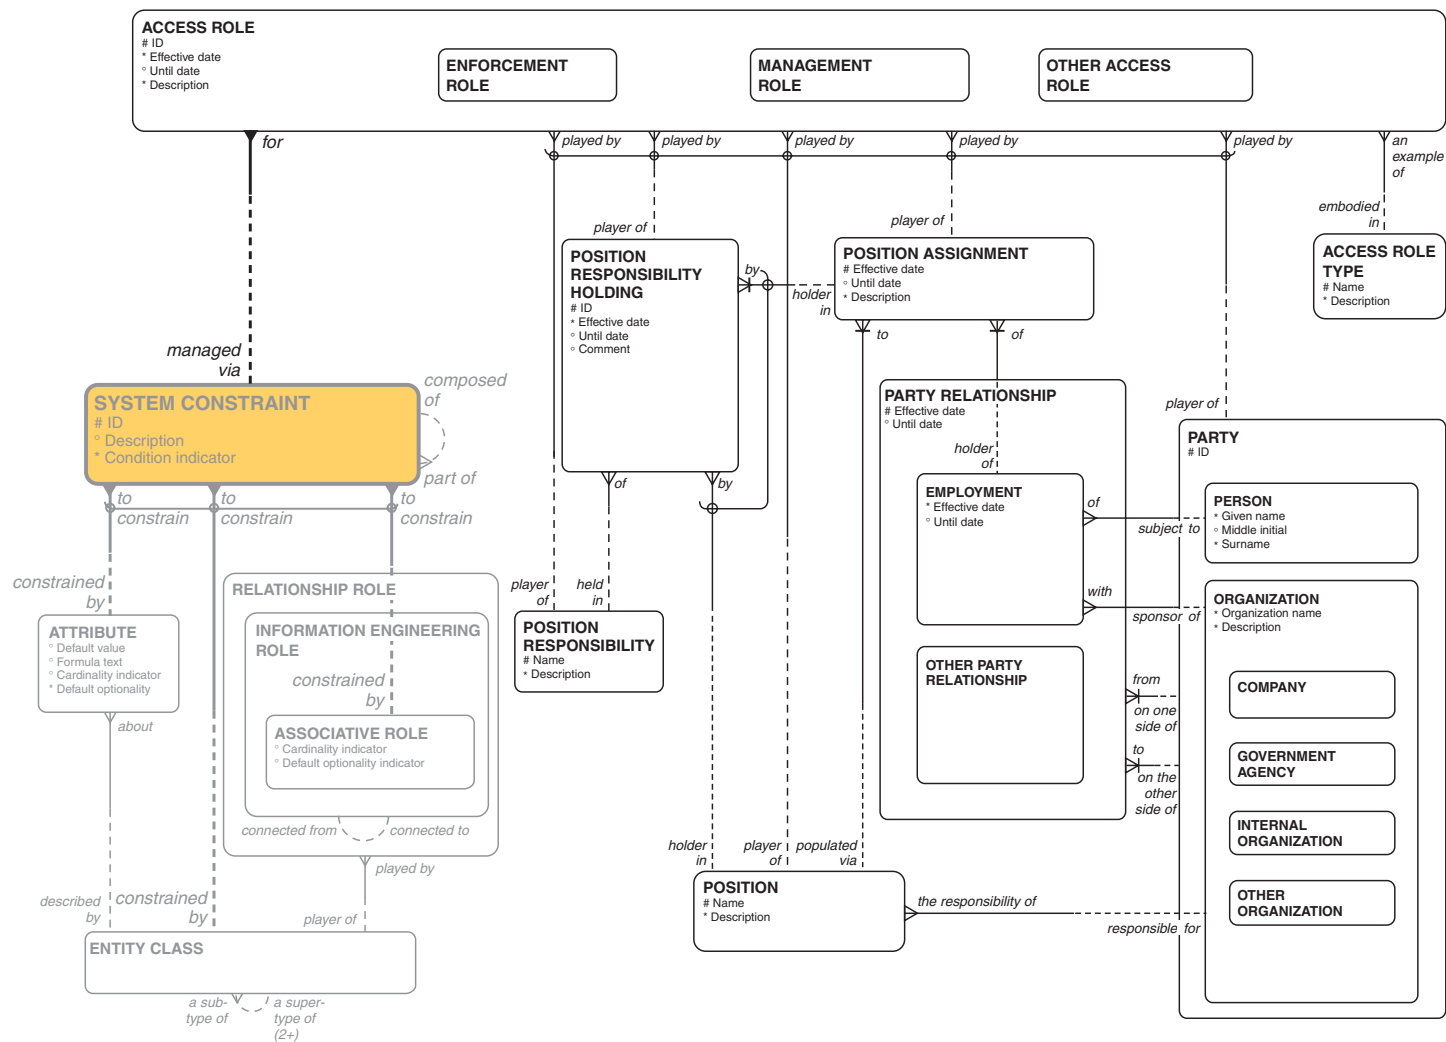 ACCESS ROLE
# ID
* Effective date
○ Until date
* Description
ENFORCEMENT
ROLE
MANAGEMENT
ROLE
OTHER ACCESS
ROLE
for
played by
played by
played by
played by
played by
an
example
of
managed
via
player of
player of
embodied
in
player of
ACCESS ROLE
TYPE
# Name
* Description
POSITION
RESPONSIBILITY
HOLDING
# ID
* Effective date
○ Until date
○ Comment
by
holder
in
POSITION ASSIGNMENT
# Effective date
○ Until date
* Description
to
of
SYSTEM CONSTRAINT
# ID
○ Description
* Condition indicator
composed
of
part of
to
constrain
to
constrain
to
constrain
of
by
PARTY RELATIONSHIP
# Effective date
○ Until date
holder
of
EMPLOYMENT
* Effective date
○ Until date
of
subject to
with
sponsor of
OTHER PARTY
RELATIONSHIP
from
on one
side of
to
on the
other
side of
PARTY
# ID
PERSON
* Given name
○ Middle initial
* Surname
ORGANIZATION
* Organization name
* Description
COMPANY
GOVERNMENT
AGENCY
INTERNAL
ORGANIZATION
OTHER
ORGANIZATION
constrained
by
ATTRIBUTE
○ Default value
○ Formula text
○ Cardinality indicator
* Default optionality
about
RELATIONSHIP ROLE
INFORMATION ENGINEERING
ROLE
constrained
by
ASSOCIATIVE ROLE
○ Cardinality indicator
○ Default optionality indicator
connected from
connected to
played by
player
of
held
in
POSITION
RESPONSIBILITY
# Name
* Description
holder
in
player
of
populated
via
POSITION
# Name
* Description
the responsibility of
responsible for
described
by
constrained
by
player of
ENTITY CLASS
a sub-
type of
a super-
type of
(2+)